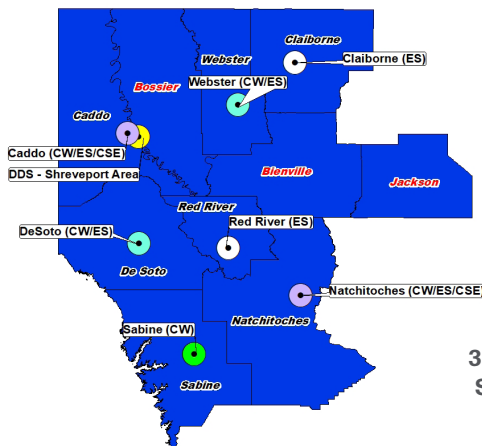 Claiborne
Webster
Claiborne (ES)
Webster (CW/ES)
Bossier
Caddo
Caddo (CW/ES/CSE)
DDS - Shreveport Area
Bienville
Jackson
Red River
Red River (ES)
DeSoto (CW/ES)
De Soto
Natchitoches (CW/ES/CSE)
Natchitoches
Sabine (CW)
Sabine
3
S